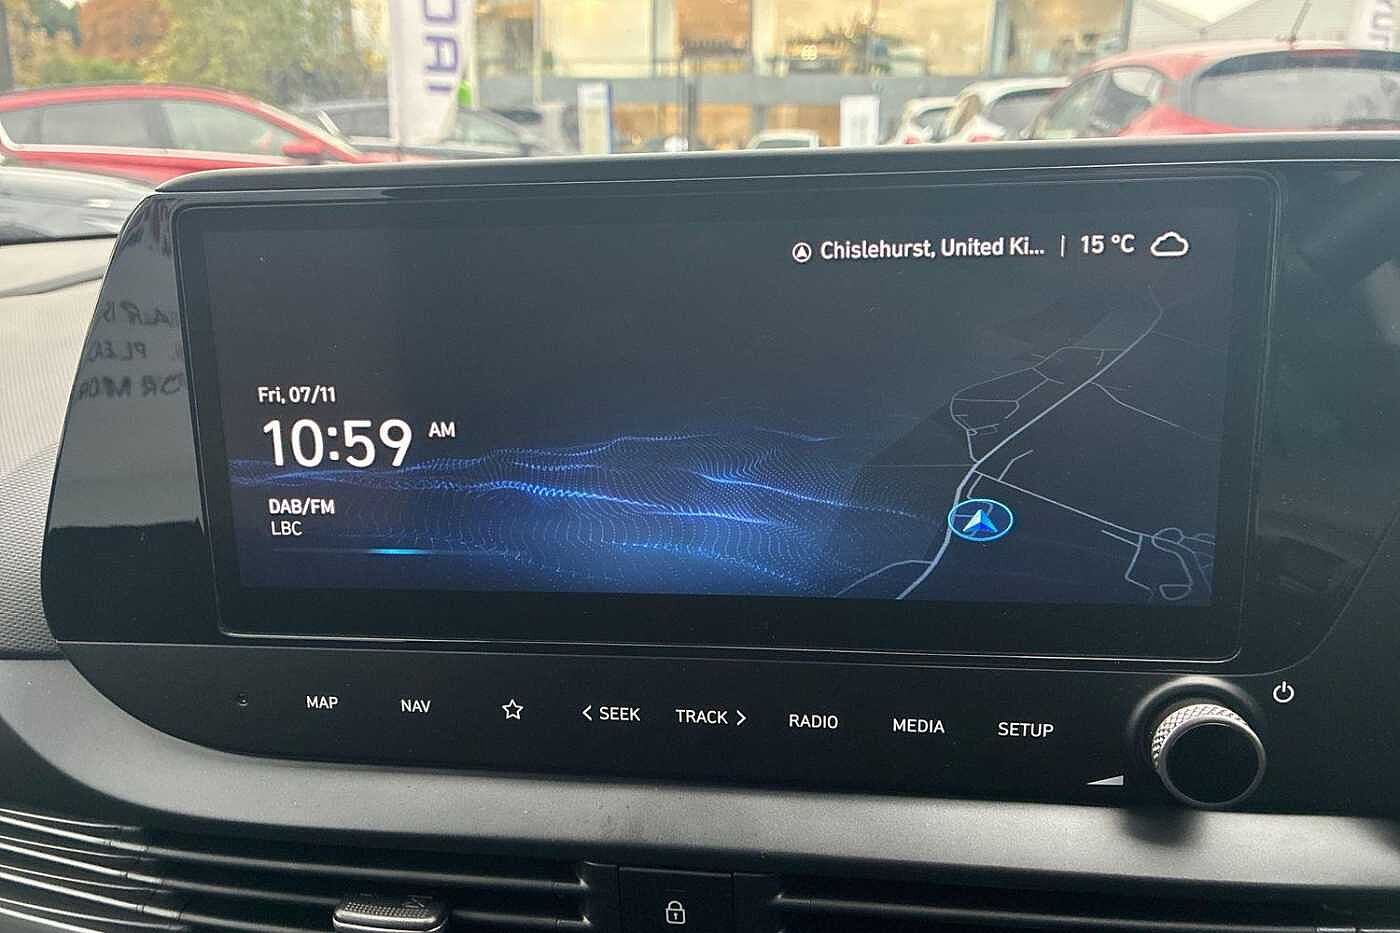 DAI
Chislehurst, United Ki... | 15 °C
Fri, 07/11
10:59 AM
DAB/FM
LBC
MAP NAV < SEEK TRACK > RADIO MEDIA SETUP